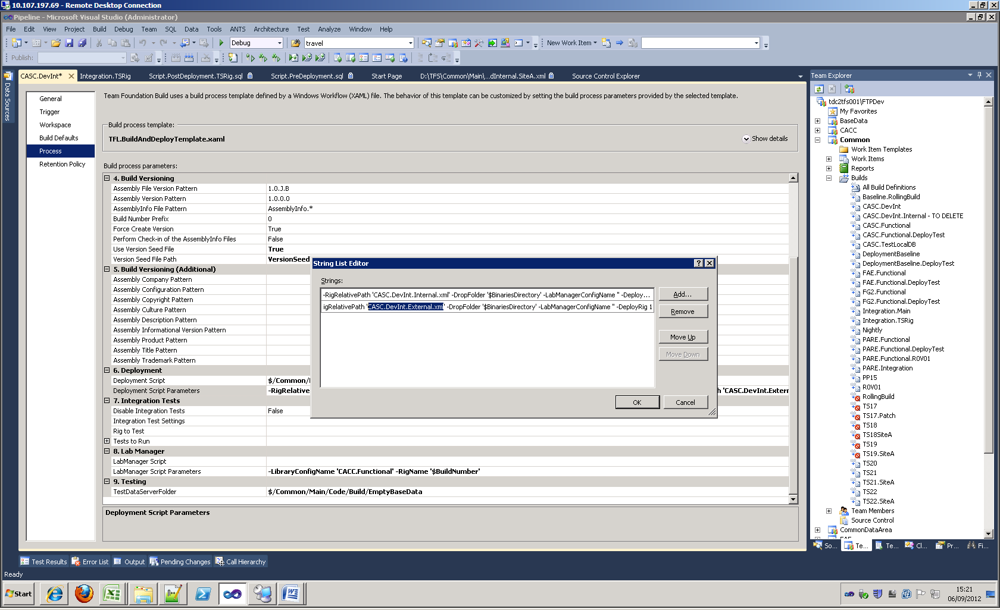 10.107.197.69 - Remote Desktop Connection
Pipeline - Microsoft Visual Studio (Administrator)
File Edit View Project Build Debug Team SQL Data Tools ANTS Architecture Test Analyze Window Help
Debug travel New Work Item
Publish:
CASC.DevInt* Integration.TSRig Script.PostDeployment.TSRig.sql Script.PreDeployment.sql Start Page D:\TFS\Common\Main\...dInternal.SiteA.xml Source Control Explorer
Data Sources
General
Trigger
Workspace
Build Defaults
Process
Retention Policy
Team Foundation Build uses a build process template defined by a Windows Workflow (XAML) file. The behavior of this template can be customized by setting the build process parameters provided by the selected template.
Build process template:
TFL.BuildAndDeployTemplate.xaml
Show details
Build process parameters:
4. Build Versioning
Assembly File Version Pattern 1.0.J.B
Assembly Version Pattern 1.0.0.0
AssemblyInfo File Pattern AssemblyInfo.*
Build Number Prefix 0
Force Create Version True
Perform Check-in of the AssemblyInfo Files False
Use Version Seed File True
Version Seed File Path VersionSeed
5. Build Versioning (Additional)
Assembly Company Pattern
Assembly Configuration Pattern
Assembly Copyright Pattern
Assembly Culture Pattern
Assembly Description Pattern
Assembly Informational Version Pattern
Assembly Product Pattern
Assembly Title Pattern
Assembly Trademark Pattern
6. Deployment
Deployment Script $/Common/
Deployment Script Parameters -RigRelative h 'CASC.DevInt.Extern
7. Integration Tests
Disable Integration Tests False
Integration Test Settings
Rig to Test
Tests to Run
8. Lab Manager
LabManager Script
LabManager Script Parameters -LibraryConfigName 'CACC.Functional' -RigName '$BuildNumber'
9. Testing
TestDataServerFolder $/Common/Main/Code/Build/EmptyBaseData
Deployment Script Parameters
String List Editor
Strings:
-RigRelativePath 'CASC.DevInt.Internal.xml' -DropFolder '$BinariesDirectory' -LabManagerConfigName '' -Deploy...
igRelativePath 'CASC.DevInt.External.xml' -DropFolder '$BinariesDirectory' -LabManagerConfigName '' -DeployRig 1
Add...
Remove
Move Up
Move Down
OK Cancel
Team Explorer
tdc2tfs001\FTPDev
My Favorites
BaseData
CACC
Common
Work Item Templates
Work Items
Reports
Builds
All Build Definitions
Baseline.RollingBuild
CASC.DevInt
CASC.DevInt.Internal - TO DELETE
CASC.Functional
CASC.Functional.DeployTest
CASC.TestLocalDB
DeploymentBaseline
DeploymentBaseline.DeployTest
FAE.Functional
FAE.Functional.DeployTest
FG2.Functional
FG2.Functional.DeployTest
Integration.Main
Integration.TSRig
Nightly
PARE.Functional
PARE.Functional.DeployTest
PARE.Functional.R0V01
PARE.Integration
PP15
R0V01
RollingBuild
TS17
TS17.Patch
TS18
TS18SiteA
TS19
TS19.SiteA
TS20
TS21
TS21.SiteA
TS22
TS22.SiteA
Team Members
Source Control
CommonDataArea
So... Te... Te... Cl... Pr... Fi...
Test Results Error List Output Pending Changes Call Hierarchy
Ready
Start
15:21
06/09/2012